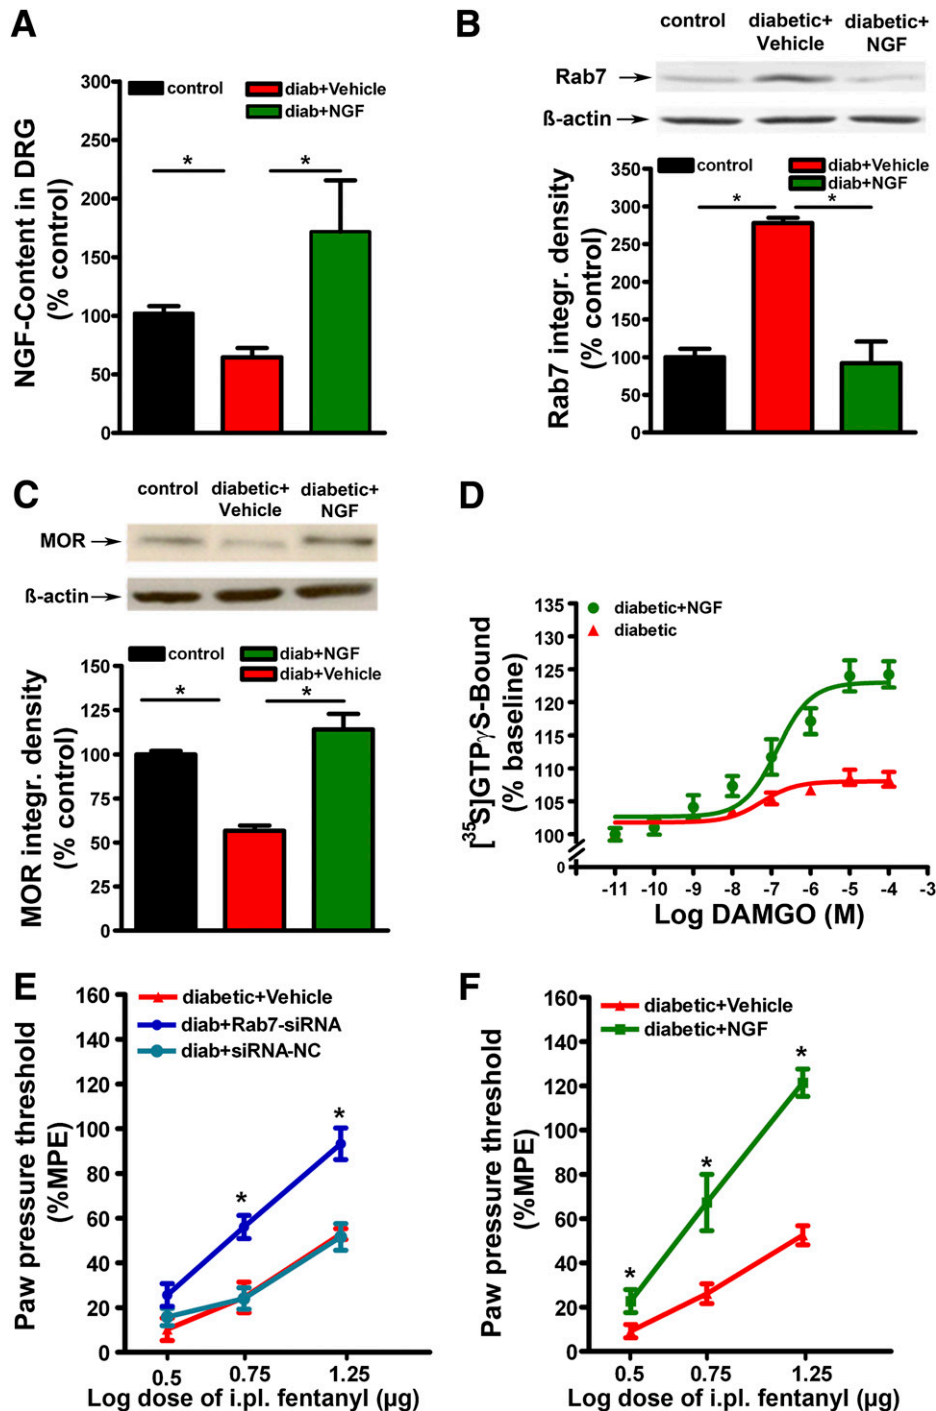 A
300
250
200
150
100
50
0
NGF-Content in DRG
(% control)
control
diab+Vehicle
diab+NGF
*
*
B
control
diabetic+
Vehicle
diabetic+
NGF
Rab7
ß-actin
350
300
250
200
150
100
50
0
Rab7 integr. density
(% control)
control
diab+Vehicle
diab+NGF
*
*
C
control
diabetic+
Vehicle
diabetic+
NGF
MOR
ß-actin
150
125
100
75
50
25
0
MOR integr. density
(% control)
control
diab+NGF
diab+Vehicle
*
*
D
135
130
125
120
115
110
105
100
0
[³⁵S]GTPγS-Bound
(% baseline)
diabetic+NGF
diabetic
-11 -10 -9 -8 -7 -6 -5 -4 -3
Log DAMGO (M)
E
160
140
120
100
80
60
40
20
0
Paw pressure threshold
(%MPE)
diabetic+Vehicle
diab+Rab7-siRNA
diab+siRNA-NC
*
*
0.5 0.75 1.25
Log dose of i.pl. fentanyl (µg)
F
160
140
120
100
80
60
40
20
0
Paw pressure threshold
(%MPE)
diabetic+Vehicle
diabetic+NGF
*
*
*
0.5 0.75 1.25
Log dose of i.pl. fentanyl (µg)